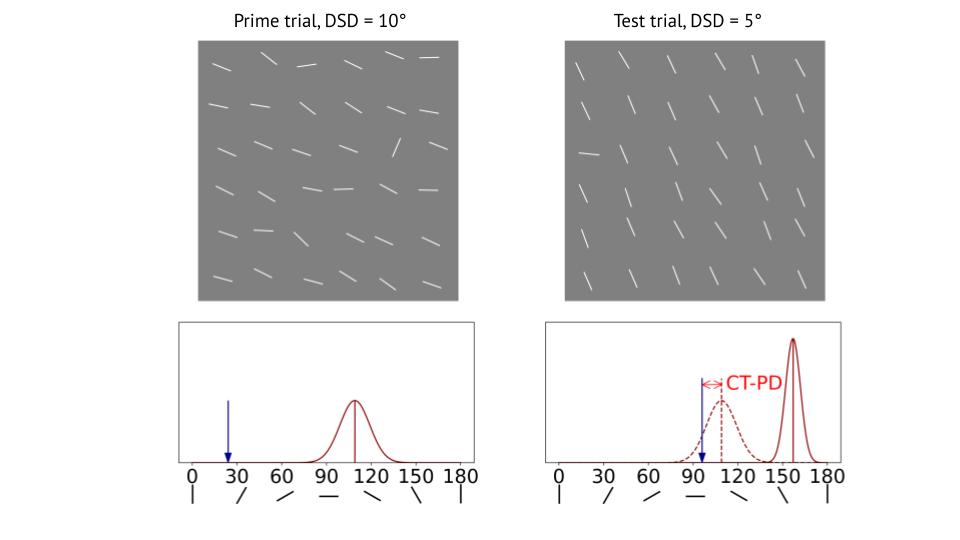 Prime trial, DSD = 10°
Test trial, DSD = 5°
CT-PD
0 30 60 90 120 150 180
0 30 60 90 120 150 180